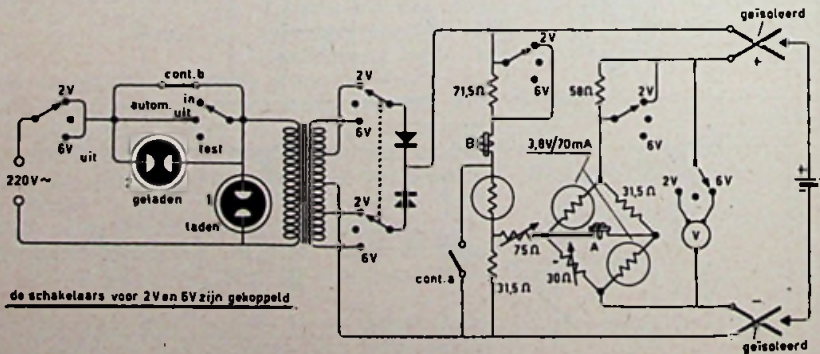 geïsoleerd
2V
6V
71,5Ω
58Ω
2V
6V
+
cont.b
2V
autom.
in
uit
test
6V
uit
220V~
2
geladen
1
laden
2V
6V
2V
6V
B
3,8V/70mA
31,5Ω
2V
6V
V
A
75Ω
30Ω
cont.a
31,5Ω
+
-
-
geïsoleerd
de schakelaars voor 2V en 6V zijn gekoppeld